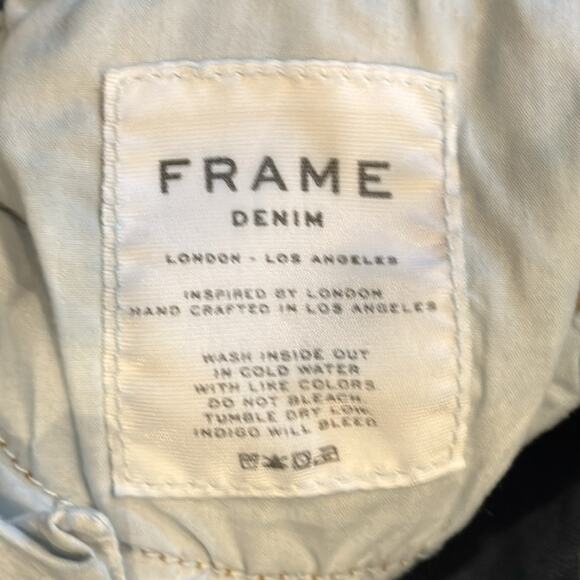 FRAME
DENIM
LONDON - LOS ANGELES
INSPIRED BY LONDON
HAND CRAFTED IN LOS ANGELES
WASH INSIDE OUT
IN COLD WATER
WITH LIKE COLORS.
DO NOT BLEACH.
TUMBLE DRY LOW.
INDIGO WILL BLEED.